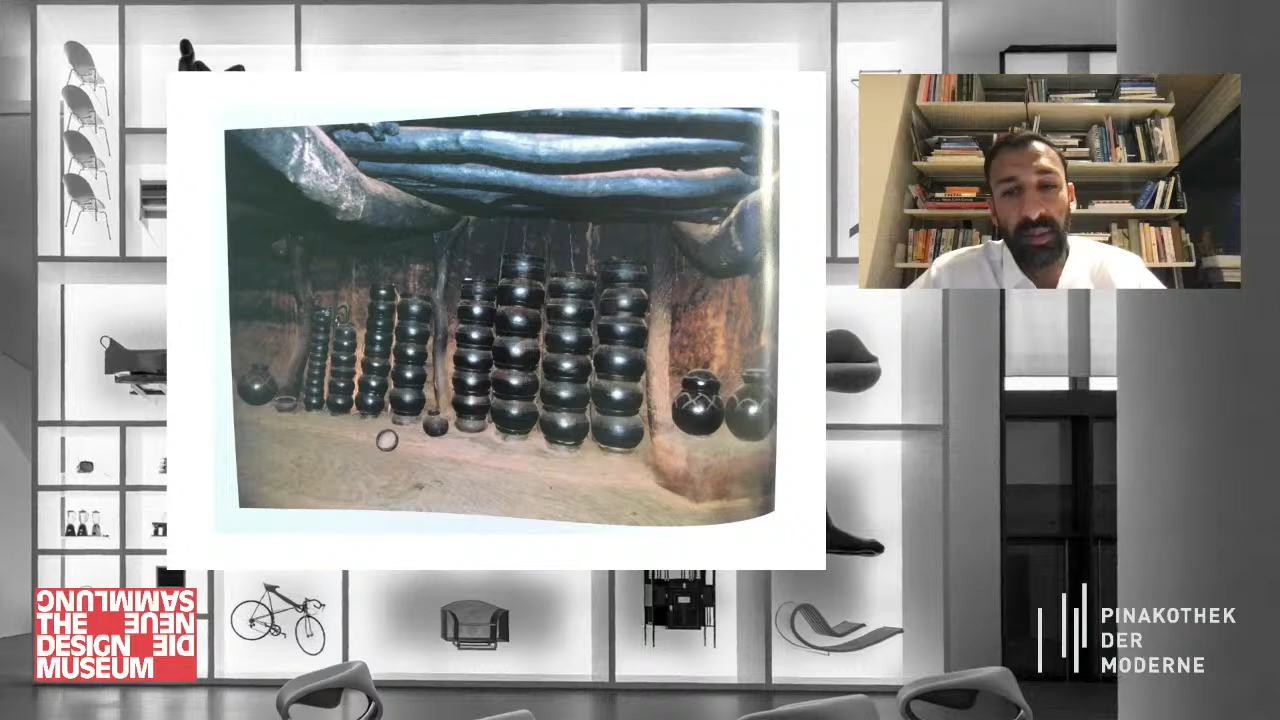 DIE
NEUE
SAMMLUNG
THE
DESIGN
MUSEUM
PINAKOTHEK
DER
MODERNE